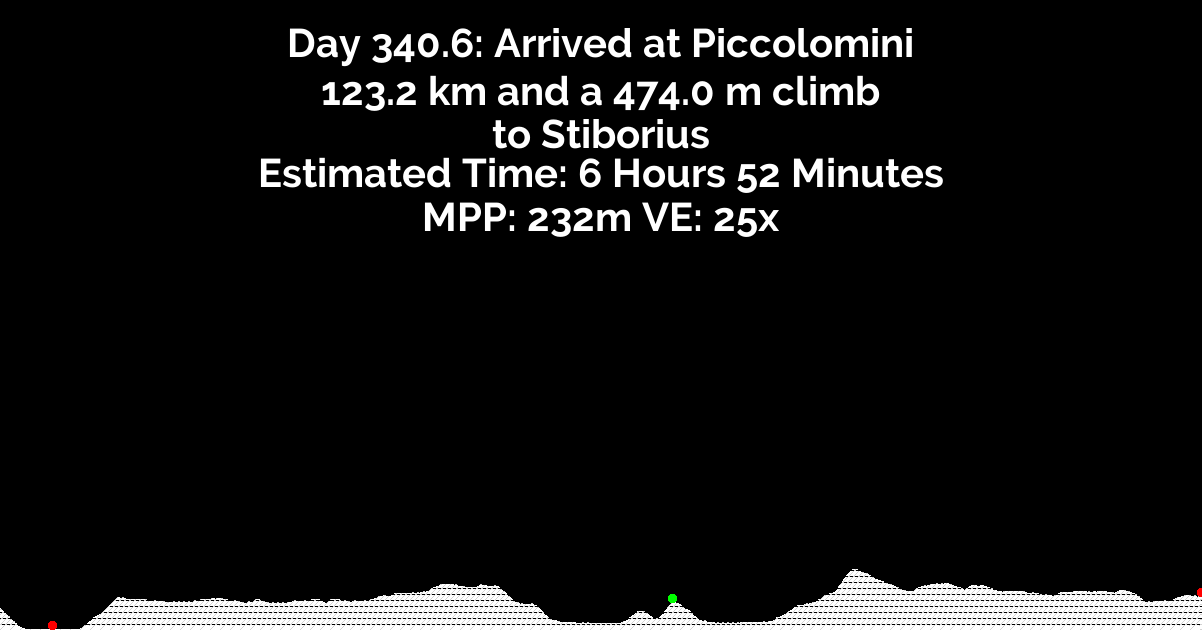 Day 340.6: Arrived at Piccolomini
123.2 km and a 474.0 m climb
to Stiborius
Estimated Time: 6 Hours 52 Minutes
MPP: 232m VE: 25x